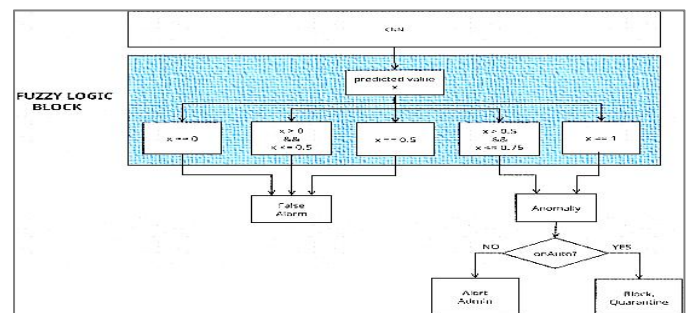 CNN
FUZZY LOGIC
BLOCK
predicted value
x
x == 0
x > 0
&&
x <= 0.5
x == 0.5
x > 0.5
&&
x <= 0.75
x == 1
False
Alarm
Anomaly
NO
onAuto?
YES
Alert
Admin
Block,
Quarantine